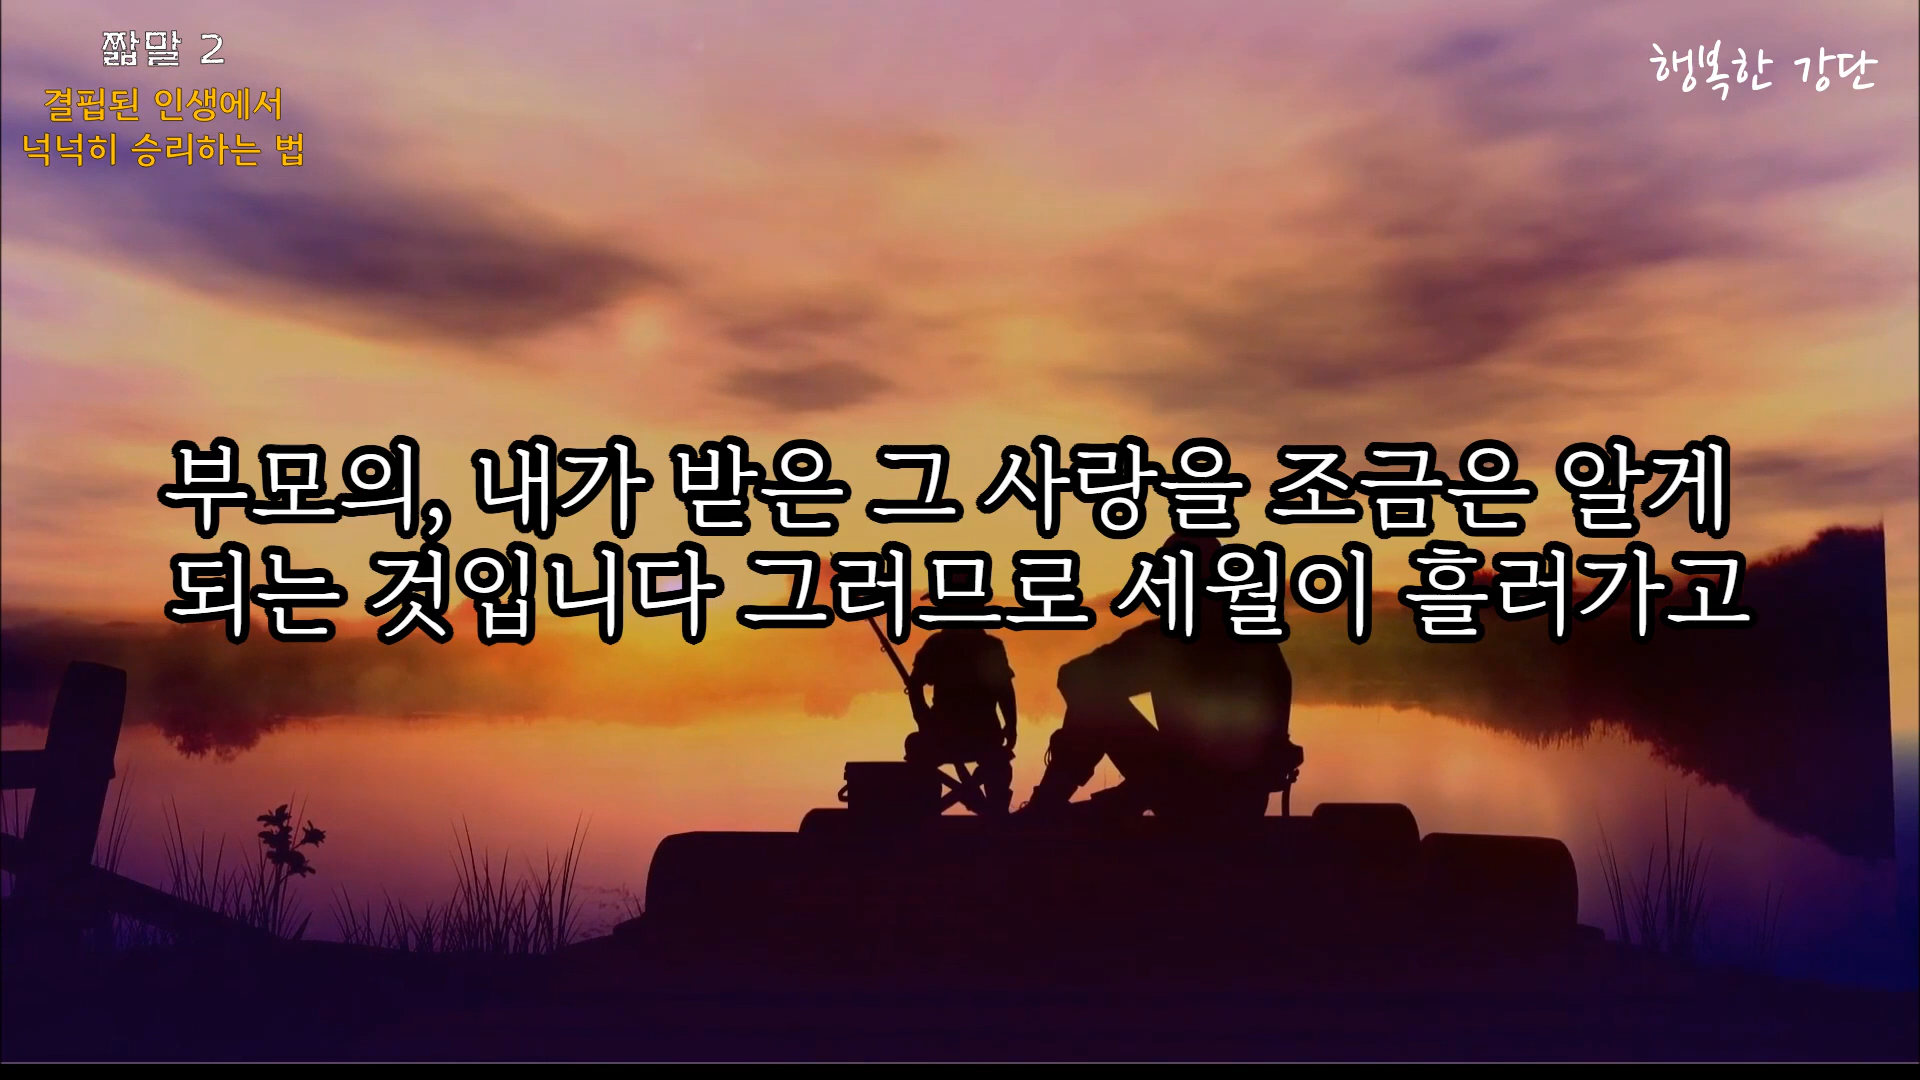 짧말 2
결핍된 인생에서
넉넉히 승리하는 법
행복한 강단
부모의, 내가 받은 그 사랑을 조금은 알게
되는 것입니다 그러므로 세월이 흘러가고